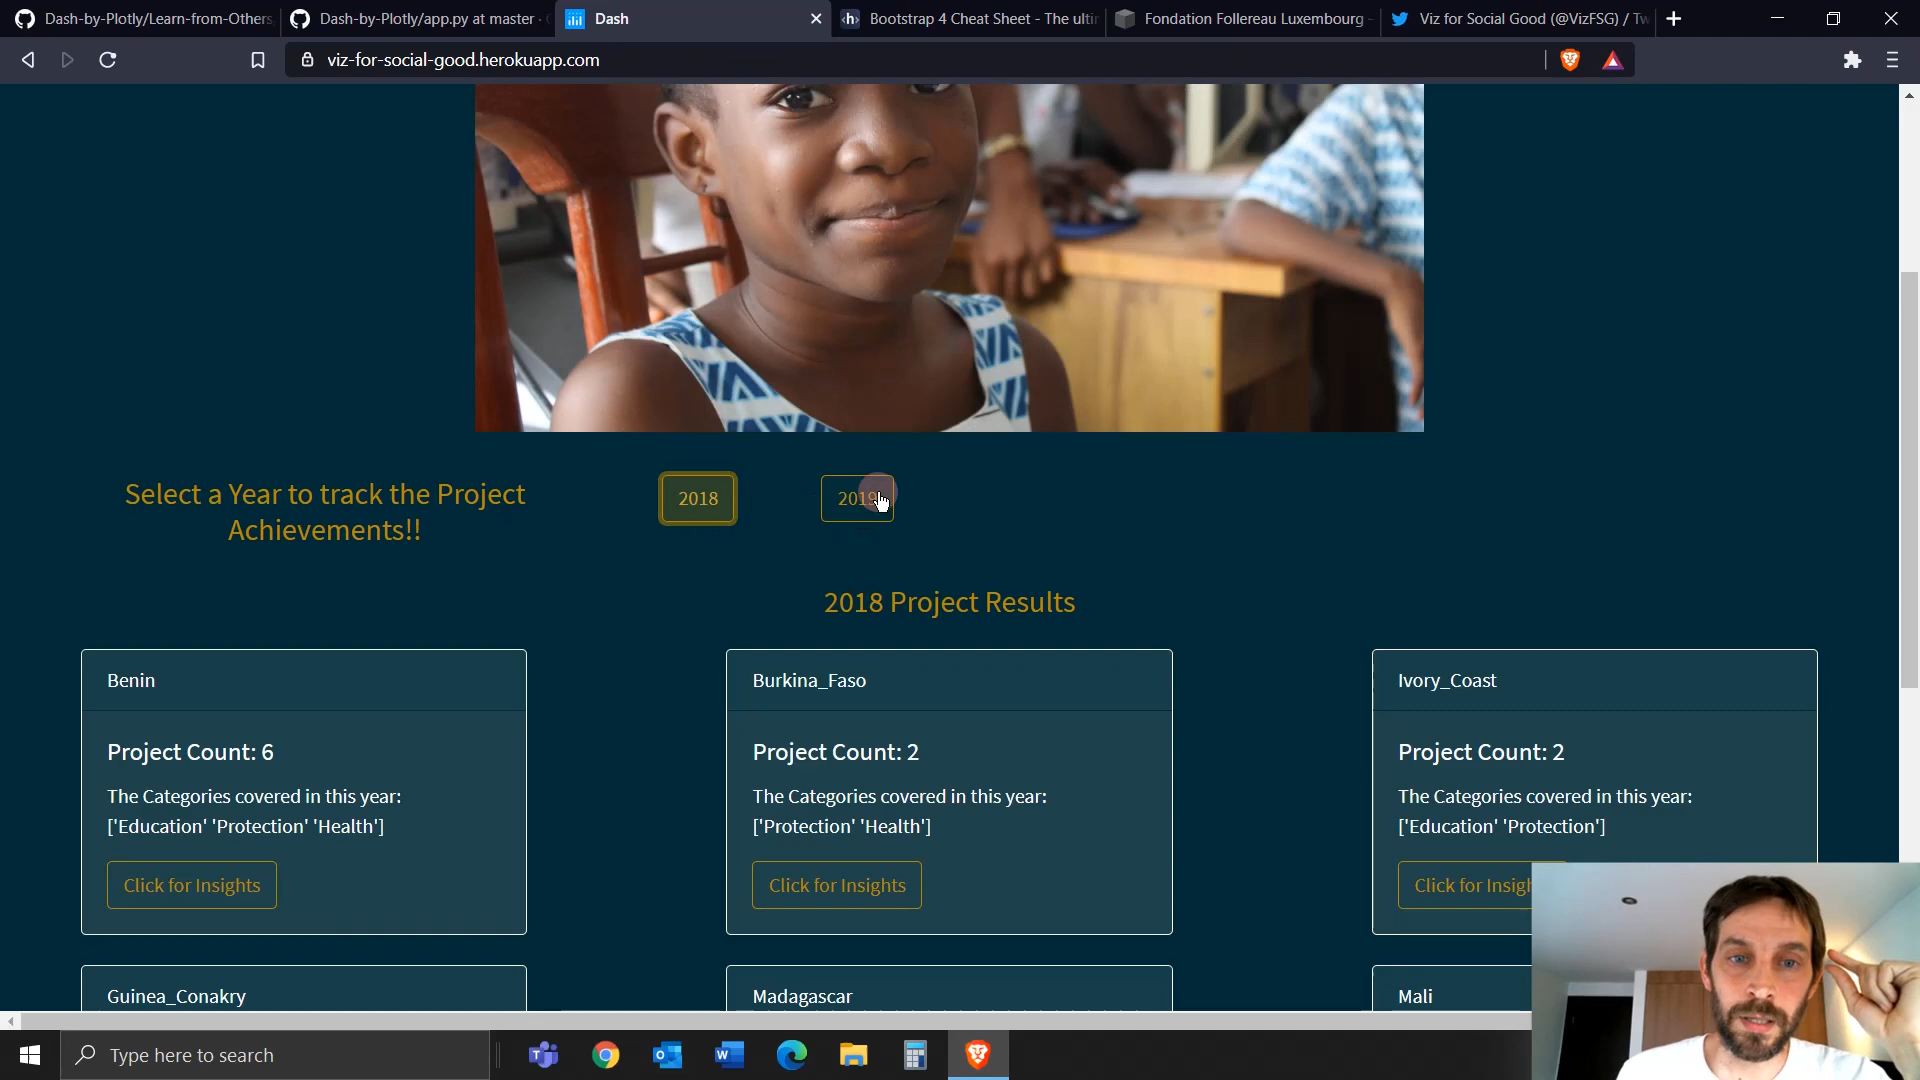 Dash-by-Plotly/Learn-from-Others
Dash-by-Plotly/app.py at master ·
Dash
Bootstrap 4 Cheat Sheet - The ulti
Fondation Follereau Luxembourg -
Viz for Social Good (@VizFSG) / Tw
viz-for-social-good.herokuapp.com
Select a Year to track the Project
Achievements!!
2018
2019
2018 Project Results
Benin
Project Count: 6
The Categories covered in this year:
['Education' 'Protection' 'Health']
Click for Insights
Burkina_Faso
Project Count: 2
The Categories covered in this year:
['Protection' 'Health']
Click for Insights
Ivory_Coast
Project Count: 2
The Categories covered in this year:
['Education' 'Protection']
Click for Insigh
Guinea_Conakry
Madagascar
Mali
Type here to search